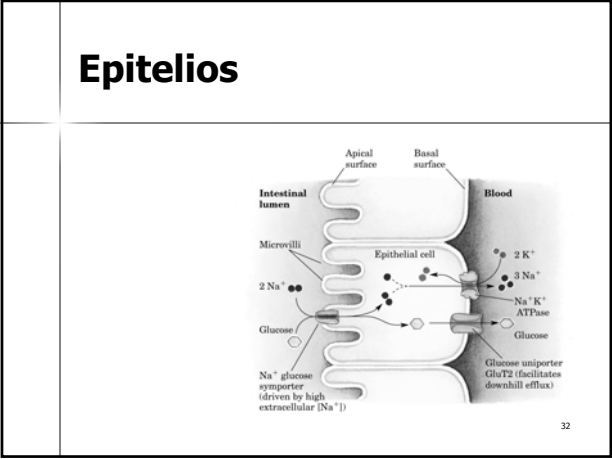 Epitelios
Apical
surface
Basal
surface
Intestinal
lumen
Blood
Microvilli
Epithelial cell
2 K⁺
2 Na⁺
3 Na⁺
Na⁺K⁺
ATPase
Glucose
Glucose
Na⁺ glucose
symporter
(driven by high
extracellular [Na⁺])
Glucose uniporter
GluT2 (facilitates
downhill efflux)
32